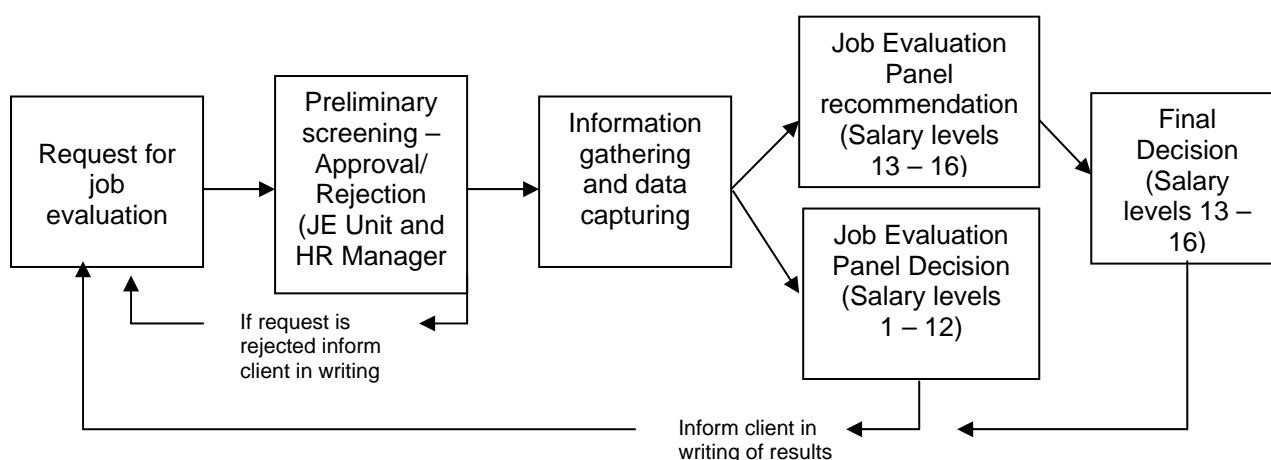 Request for
job
evaluation
Preliminary
screening –
Approval/
Rejection
(JE Unit and
HR Manager
Information
gathering
and data
capturing
Job Evaluation
Panel
recommendation
(Salary levels
13 – 16)
Job Evaluation
Panel Decision
(Salary levels
1 – 12)
Final
Decision
(Salary
levels 13 –
16)
If request is
rejected inform
client in writing
Inform client in
writing of results